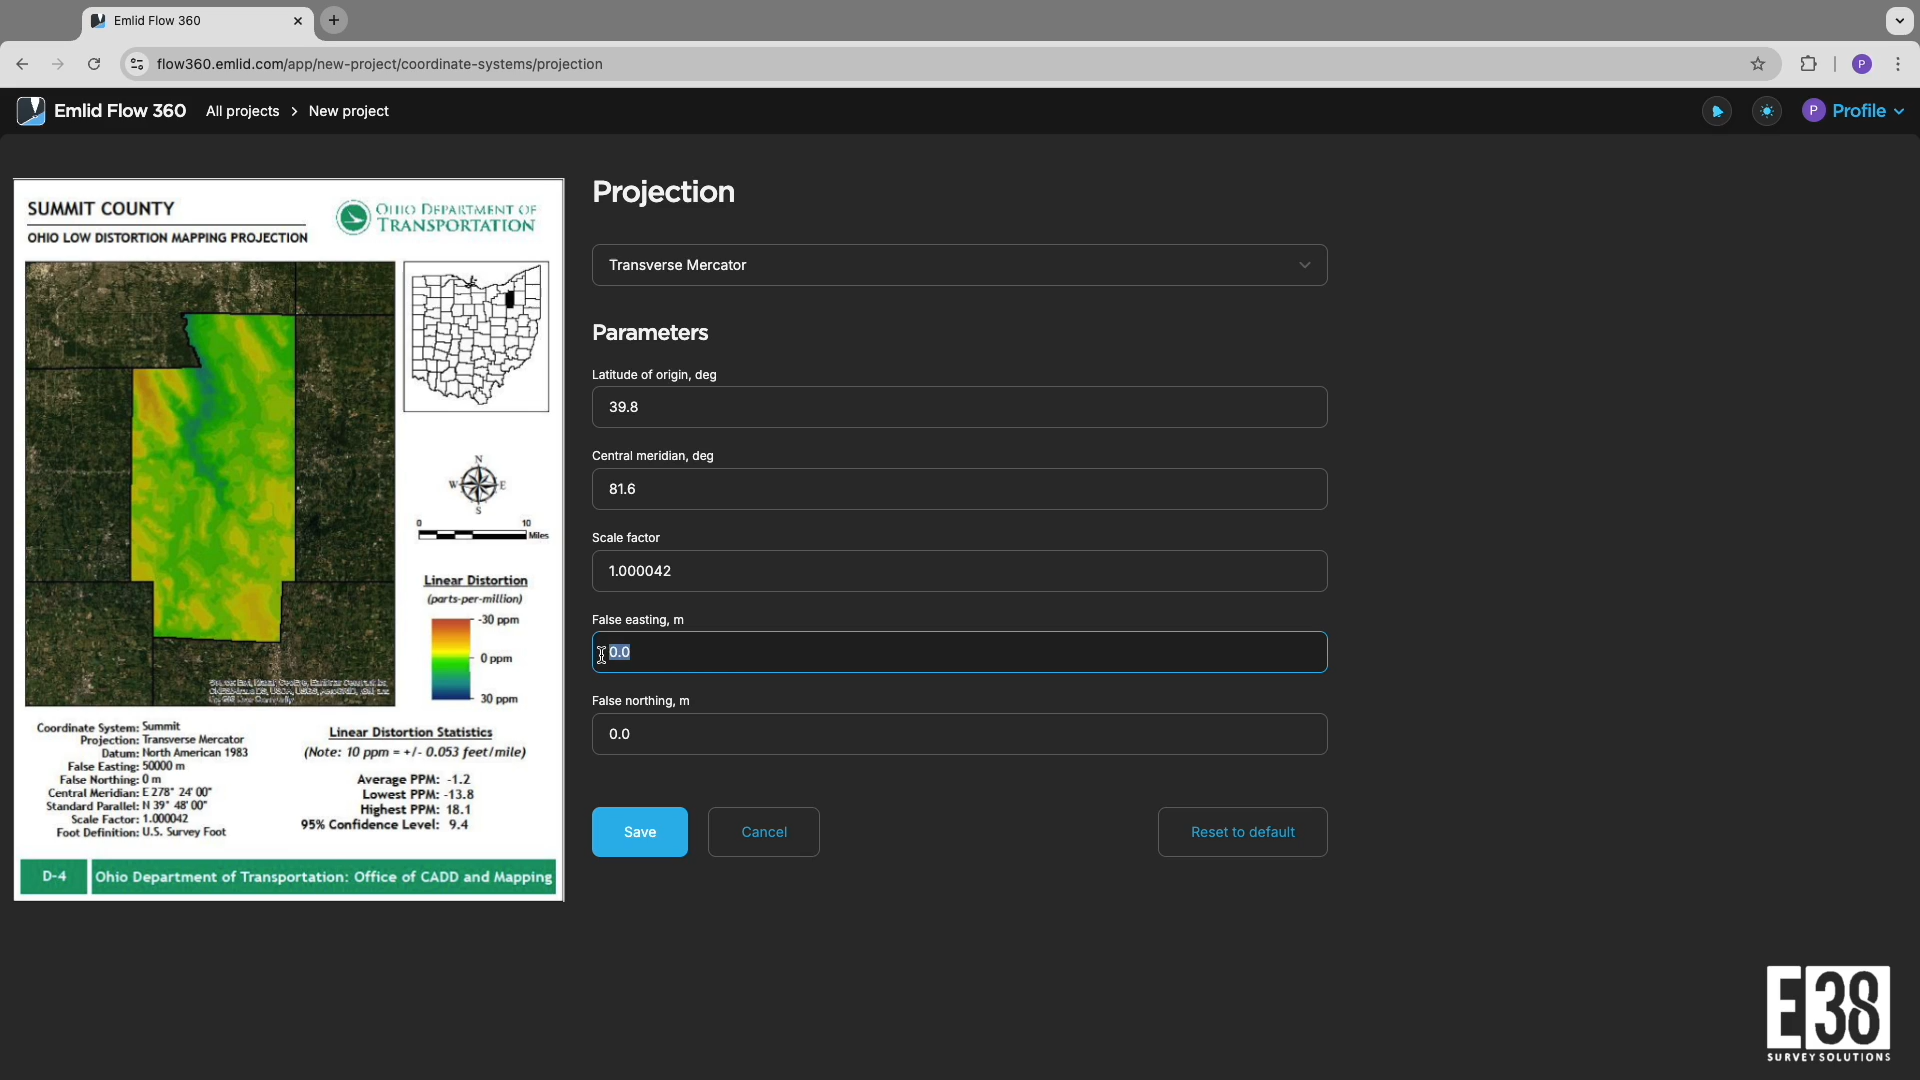 Emlid Flow 360
flow360.emlid.com/app/new-project/coordinate-systems/projection
P
Emlid Flow 360
All projects > New project
P Profile
SUMMIT COUNTY
OHIO LOW DISTORTION MAPPING PROJECTION
OHIO DEPARTMENT OF
TRANSPORTATION
N
W E
S
0 10
Miles
Linear Distortion
(parts-per-million)
-30 ppm
0 ppm
30 ppm
Coordinate System: Summit
Projection: Transverse Mercator
Datum: North American 1983
False Easting: 50000 m
False Northing: 0 m
Central Meridian: E 278° 24' 00"
Standard Parallel: N 39° 48' 00"
Scale Factor: 1.000042
Foot Definition: U.S. Survey Foot
Linear Distortion Statistics
(Note: 10 ppm = +/- 0.053 feet/mile)
Average PPM: -1.2
Lowest PPM: -13.8
Highest PPM: 18.1
95% Confidence Level: 9.4
D-4
Ohio Department of Transportation: Office of CADD and Mapping
Projection
Transverse Mercator
Parameters
Latitude of origin, deg
39.8
Central meridian, deg
81.6
Scale factor
1.000042
False easting, m
0.0
False northing, m
0.0
Save
Cancel
Reset to default
E38
SURVEY SOLUTIONS